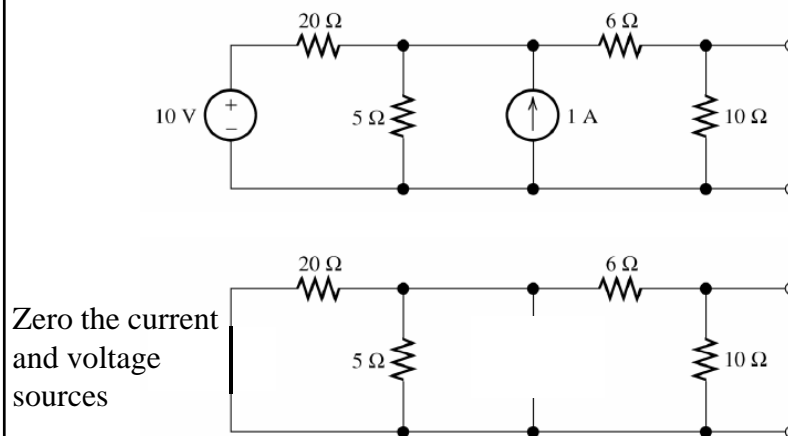 20 Ω
6 Ω
10 V
+
−
5 Ω
1 A
10 Ω
20 Ω
6 Ω
Zero the current
and voltage
sources
5 Ω
10 Ω